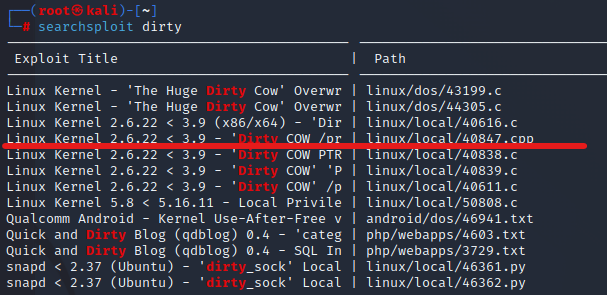 (root㉿kali)-[~]
# searchsploit dirty
Exploit Title | Path
Linux Kernel - 'The Huge Dirty Cow' Overwr | linux/dos/43199.c
Linux Kernel - 'The Huge Dirty Cow' Overwr | linux/dos/44305.c
Linux Kernel 2.6.22 < 3.9 (x86/x64) - 'Dir | linux/local/40616.c
Linux Kernel 2.6.22 < 3.9 - 'Dirty COW /pr | linux/local/40847.cpp
Linux Kernel 2.6.22 < 3.9 - 'Dirty COW PTR | linux/local/40838.c
Linux Kernel 2.6.22 < 3.9 - 'Dirty COW' 'P | linux/local/40839.c
Linux Kernel 2.6.22 < 3.9 - 'Dirty COW' /p | linux/local/40611.c
Linux Kernel 5.8 < 5.16.11 - Local Privile | linux/local/50808.c
Qualcomm Android - Kernel Use-After-Free v | android/dos/46941.txt
Quick and Dirty Blog (qdblog) 0.4 - 'categ | php/webapps/4603.txt
Quick and Dirty Blog (qdblog) 0.4 - SQL In | php/webapps/3729.txt
snapd < 2.37 (Ubuntu) - 'dirty_sock' Local | linux/local/46361.py
snapd < 2.37 (Ubuntu) - 'dirty_sock' Local | linux/local/46362.py